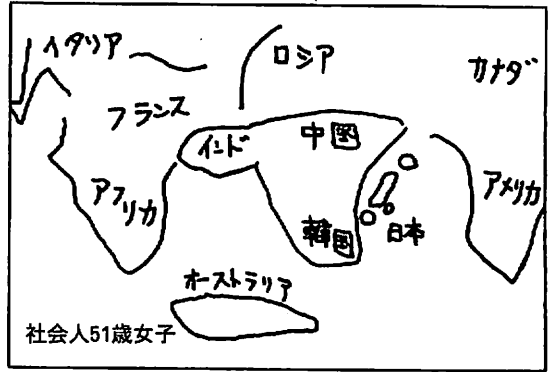 イタリア
ロシア
カナダ
フランス
インド
中国
アフリカ
アメリカ
韓国
日本
オーストラリア
社会人51歳女子